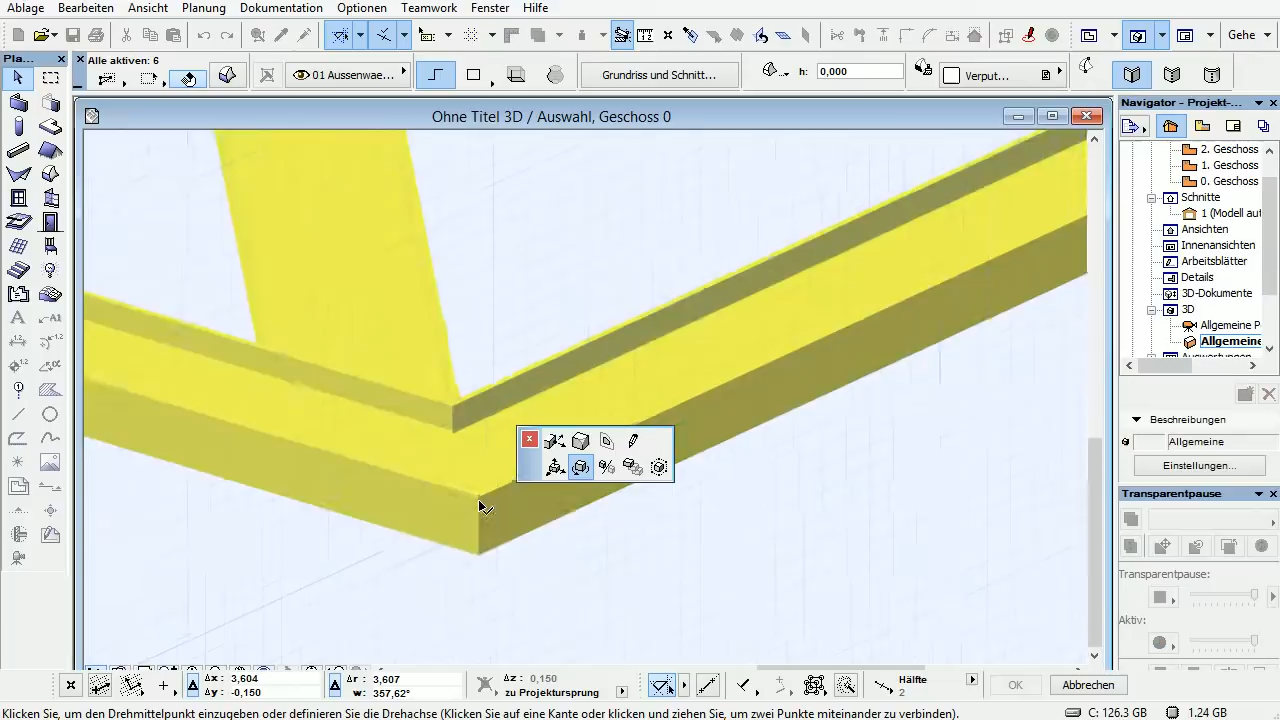 Ablage Bearbeiten Ansicht Planung Dokumentation Optionen Teamwork Fenster Hilfe
Gehe
Pla...
Alle aktiven: 6
01 Aussenwae...
Grundriss und Schnitt...
h: 0,000
Verput...
Ohne Titel 3D / Auswahl, Geschoss 0
Navigator - Projekt-...
2. Geschoss
1. Geschoss
0. Geschoss
Schnitte
1 (Modell aut
Ansichten
Innenansichten
Arbeitsblätter
Details
3D-Dokumente
3D
Allgemeine P
Allgemeine
Beschreibungen
Allgemeine
Einstellungen...
Transparentpause
Transparentpause:
Aktiv:
Δx: 3,604
Δy: -0,150
Δr: 3,607
w: 357,62°
Δz: 0,150
zu Projektursprung
Hälfte
2
OK
Abbrechen
Klicken Sie, um den Drehmittelpunkt einzugeben oder definieren Sie die Drehachse (Klicken Sie auf eine Kante oder klicken und ziehen Sie, um zwei Punkte miteinander zu verbinden).
C: 126.3 GB
1.24 GB